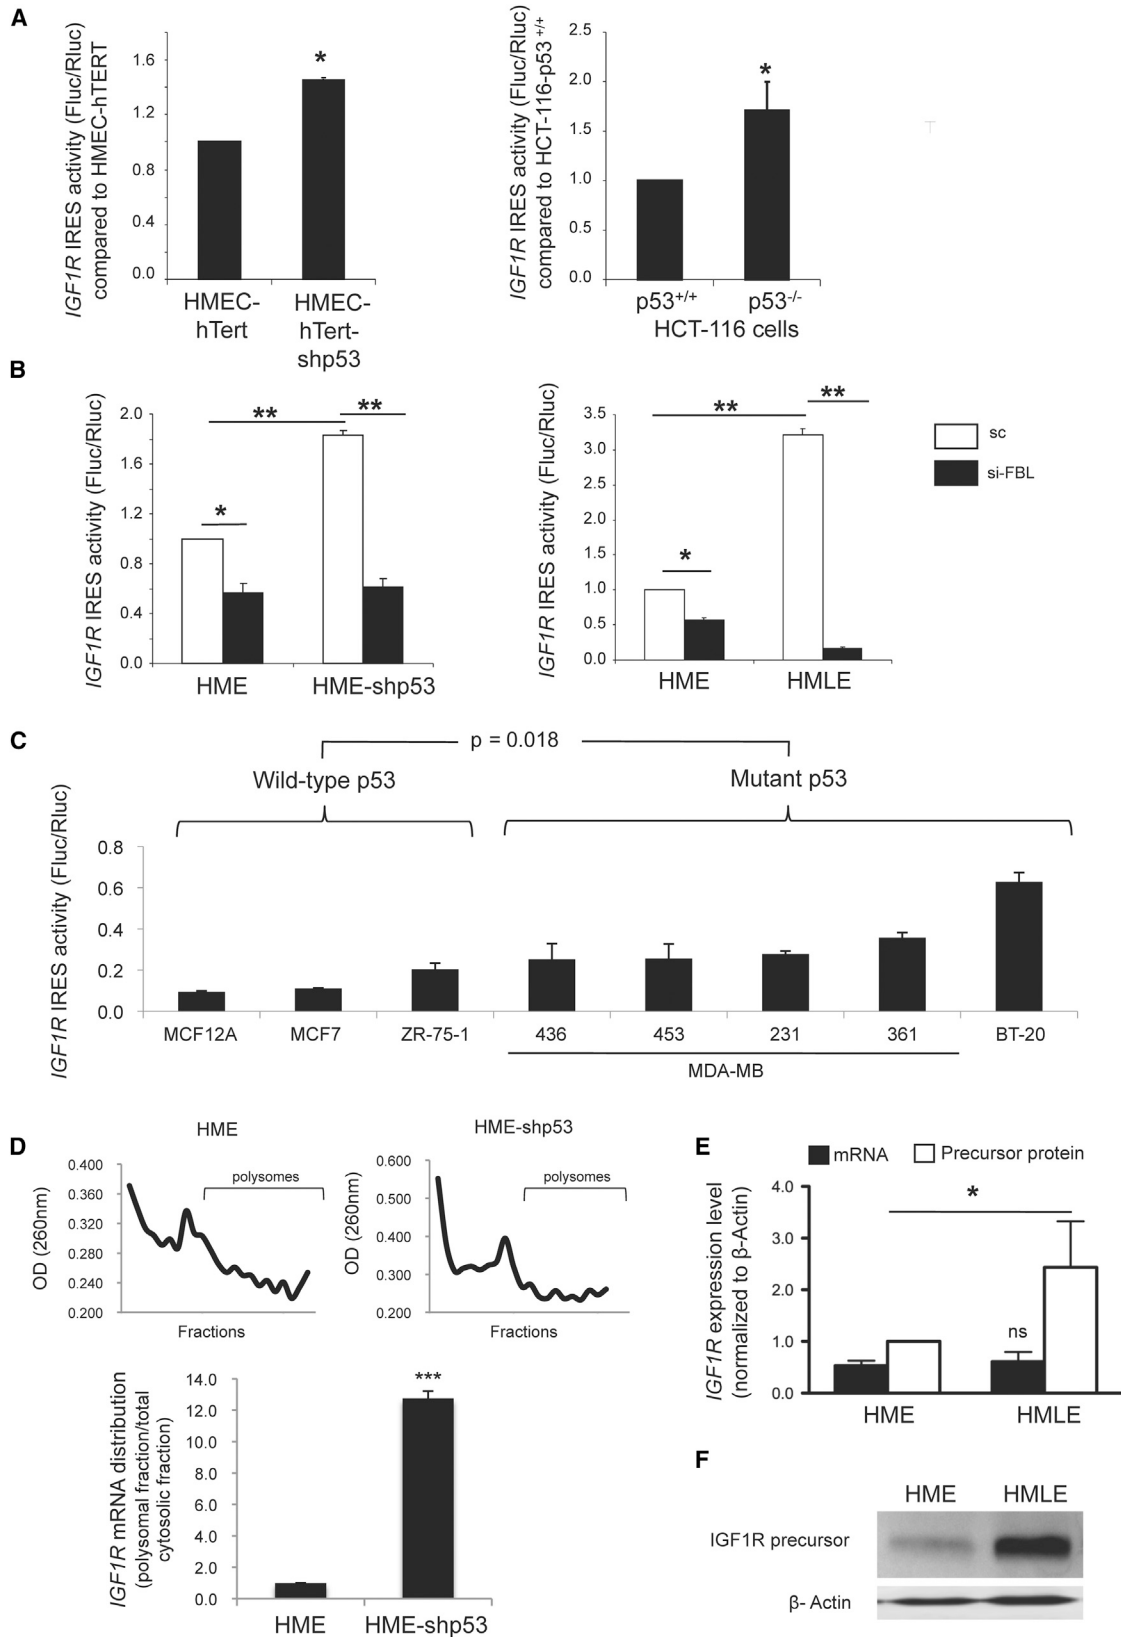 A
IGF1R IRES activity (Fluc/Rluc)
compared to HMEC-hTERT
1.6
1.2
0.8
0.4
0.0
*
HMEC-
hTert
HMEC-
hTert-
shp53
IGF1R IRES activity (Fluc/Rluc)
compared to HCT-116-p53+/+
2.5
2.0
1.5
1.0
0.5
0.0
*
p53+/+
p53-/-
HCT-116 cells
B
IGF1R IRES activity (Fluc/Rluc)
2.0
1.6
1.2
0.8
0.4
0.0
*
**
**
HME
HME-shp53
IGF1R IRES activity (Fluc/Rluc)
3.5
3.0
2.5
2.0
1.5
1.0
0.5
0.0
*
**
**
HME
HMLE
sc
si-FBL
C
p = 0.018
Wild-type p53
Mutant p53
IGF1R IRES activity (Fluc/Rluc)
0.8
0.6
0.4
0.2
0.0
MCF12A
MCF7
ZR-75-1
436
453
231
361
BT-20
MDA-MB
D
HME
OD (260nm)
0.400
0.360
0.320
0.280
0.240
0.200
polysomes
Fractions
HME-shp53
OD (260nm)
0.600
0.500
0.400
0.300
0.200
polysomes
Fractions
IGF1R mRNA distribution
(polysomal fraction/total
cytosolic fraction)
14.0
12.0
10.0
8.0
6.0
4.0
2.0
0.0
***
HME
HME-shp53
E
mRNA
Precursor protein
IGF1R expression level
(normalized to β-Actin)
4.0
3.0
2.0
1.0
0.0
*
ns
HME
HMLE
F
HME
HMLE
IGF1R precursor
β- Actin